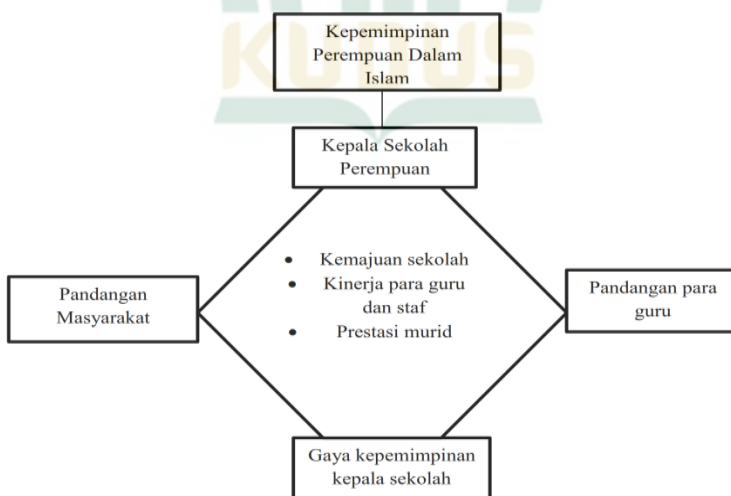 Kepemimpinan
Perempuan Dalam
Islam
KUDUS
Kepala Sekolah
Perempuan
• Kemajuan sekolah
• Kinerja para guru
dan staf
• Prestasi murid
Pandangan
Masyarakat
Pandangan para
guru
Gaya kepemimpinan
kepala sekolah